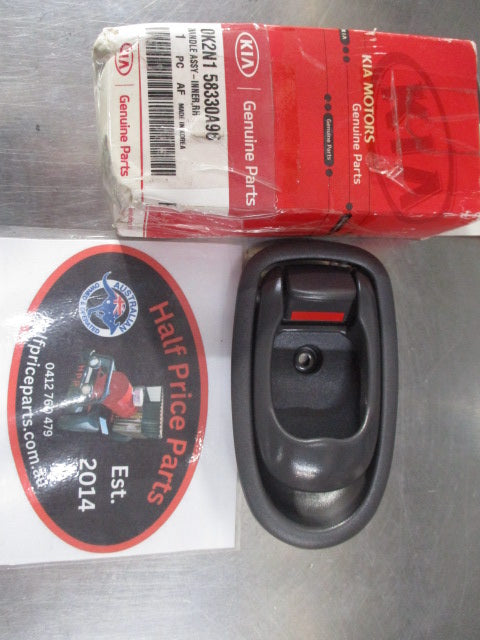 0K2N1 58330A96
HANDLE ASSY-INNER,RH
1 PC AF MADE IN KOREA
KIA
Genuine Parts
KIA
Genuine Parts
Genuine Parts
KIA MOTORS
Genuine Parts
KIA
AUSTRALIAN
Half Price Parts
0412 760 479
halfpriceparts.com.au
Est.
2014